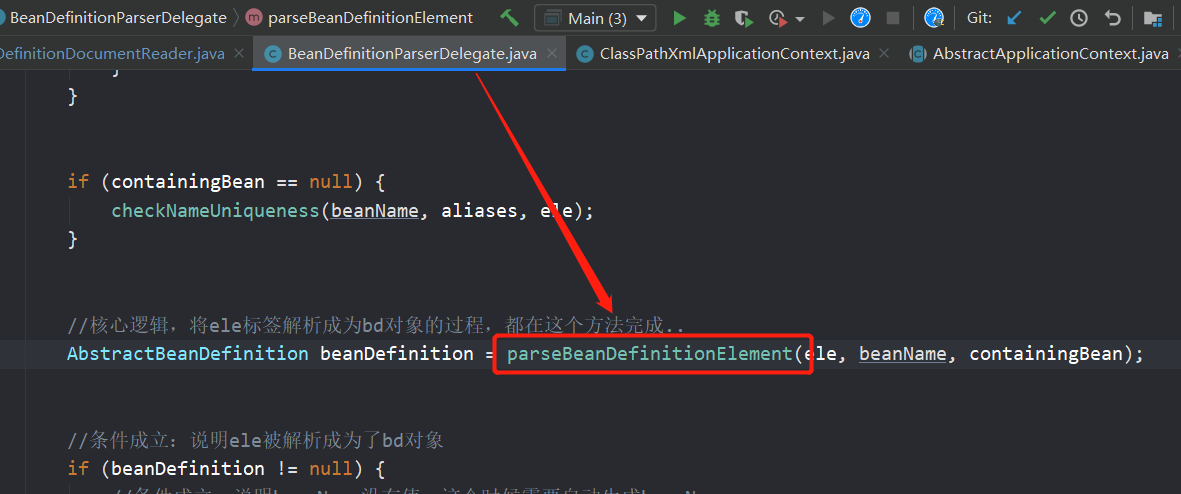 BeanDefinitionParserDelegate parseBeanDefinitionElement Main (3) Git:
DefinitionDocumentReader.java BeanDefinitionParserDelegate.java ClassPathXmlApplicationContext.java AbstractApplicationContext.java
}
}
if (containingBean == null) {
checkNameUniqueness(beanName, aliases, ele);
}
//核心逻辑，将ele标签解析成为bd对象的过程，都在这个方法完成..
AbstractBeanDefinition beanDefinition = parseBeanDefinitionElement(ele, beanName, containingBean);
//条件成立：说明ele被解析成为了bd对象
if (beanDefinition != null) {